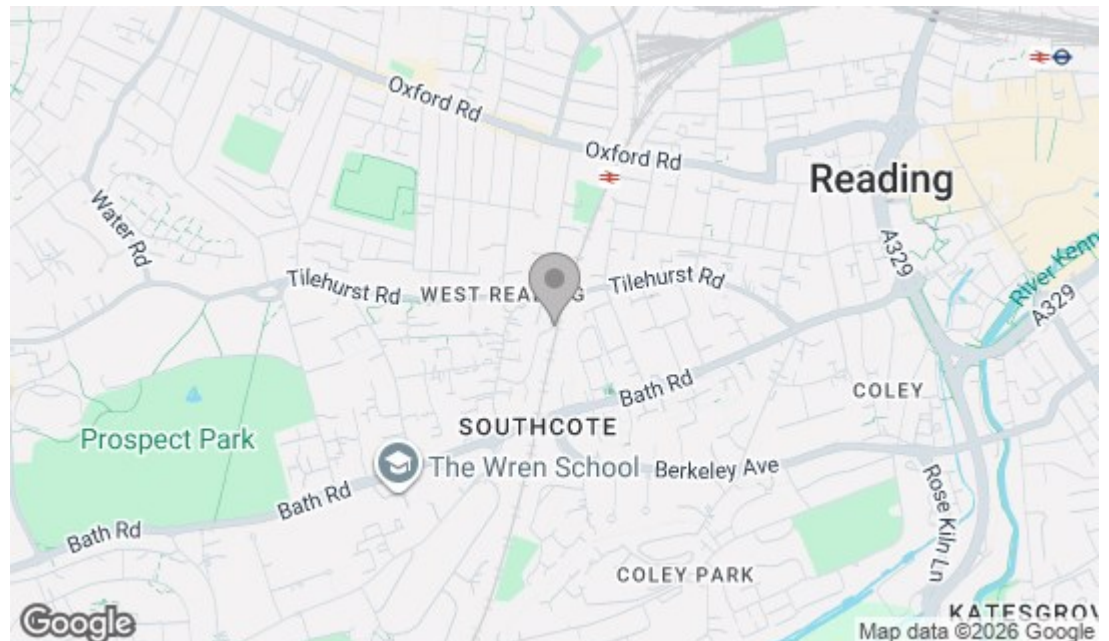 Oxford Rd
Oxford Rd
Reading
Water Rd
A329
River Kenn
Tilehurst Rd
WEST REA G
Tilehurst Rd
A329
Bath Rd
COLEY
SOUTHCOTE
Prospect Park
The Wren School
Berkeley Ave
Bath Rd
Rose Kiln Ln
Bath Rd
COLEY PARK
KATESGROV
Google
Map data ©2026 Google